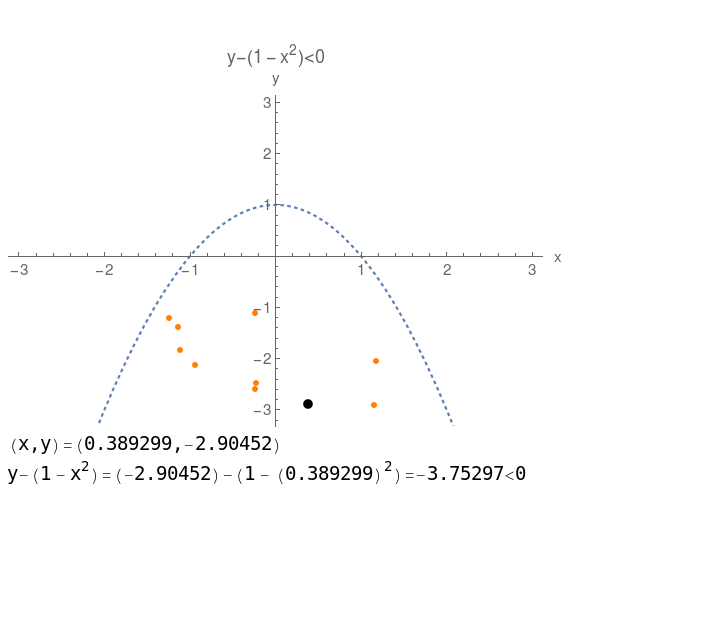 y−(1−x²)<0
y
3
2
1
−3 −2 −1 1 2 3 x
−1
−2
−3
(x,y)=(0.389299,−2.90452)
y−(1−x²)=(−2.90452)−(1−(0.389299)²)=−3.75297<0